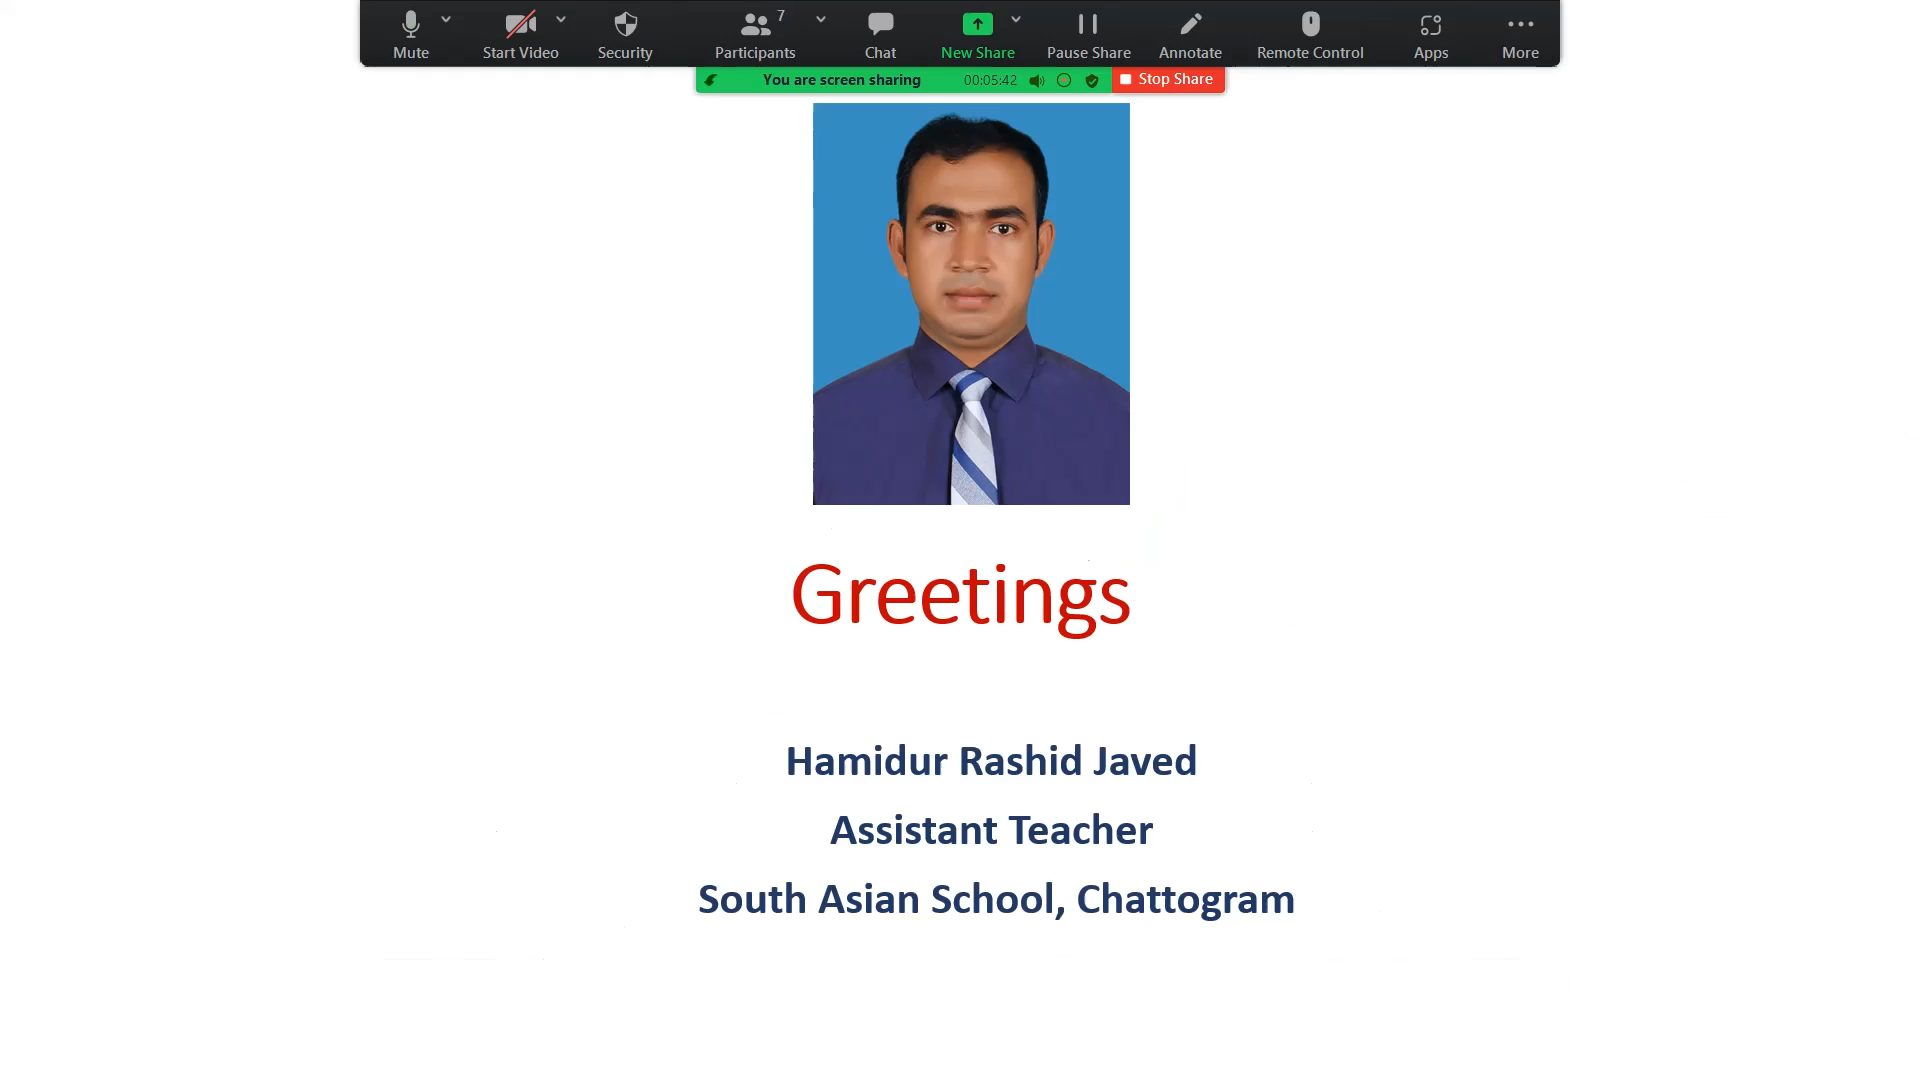 7
Mute Start Video Security Participants Chat New Share Pause Share Annotate Remote Control Apps More
You are screen sharing 00:05:42 Stop Share
Greetings
Hamidur Rashid Javed
Assistant Teacher
South Asian School, Chattogram